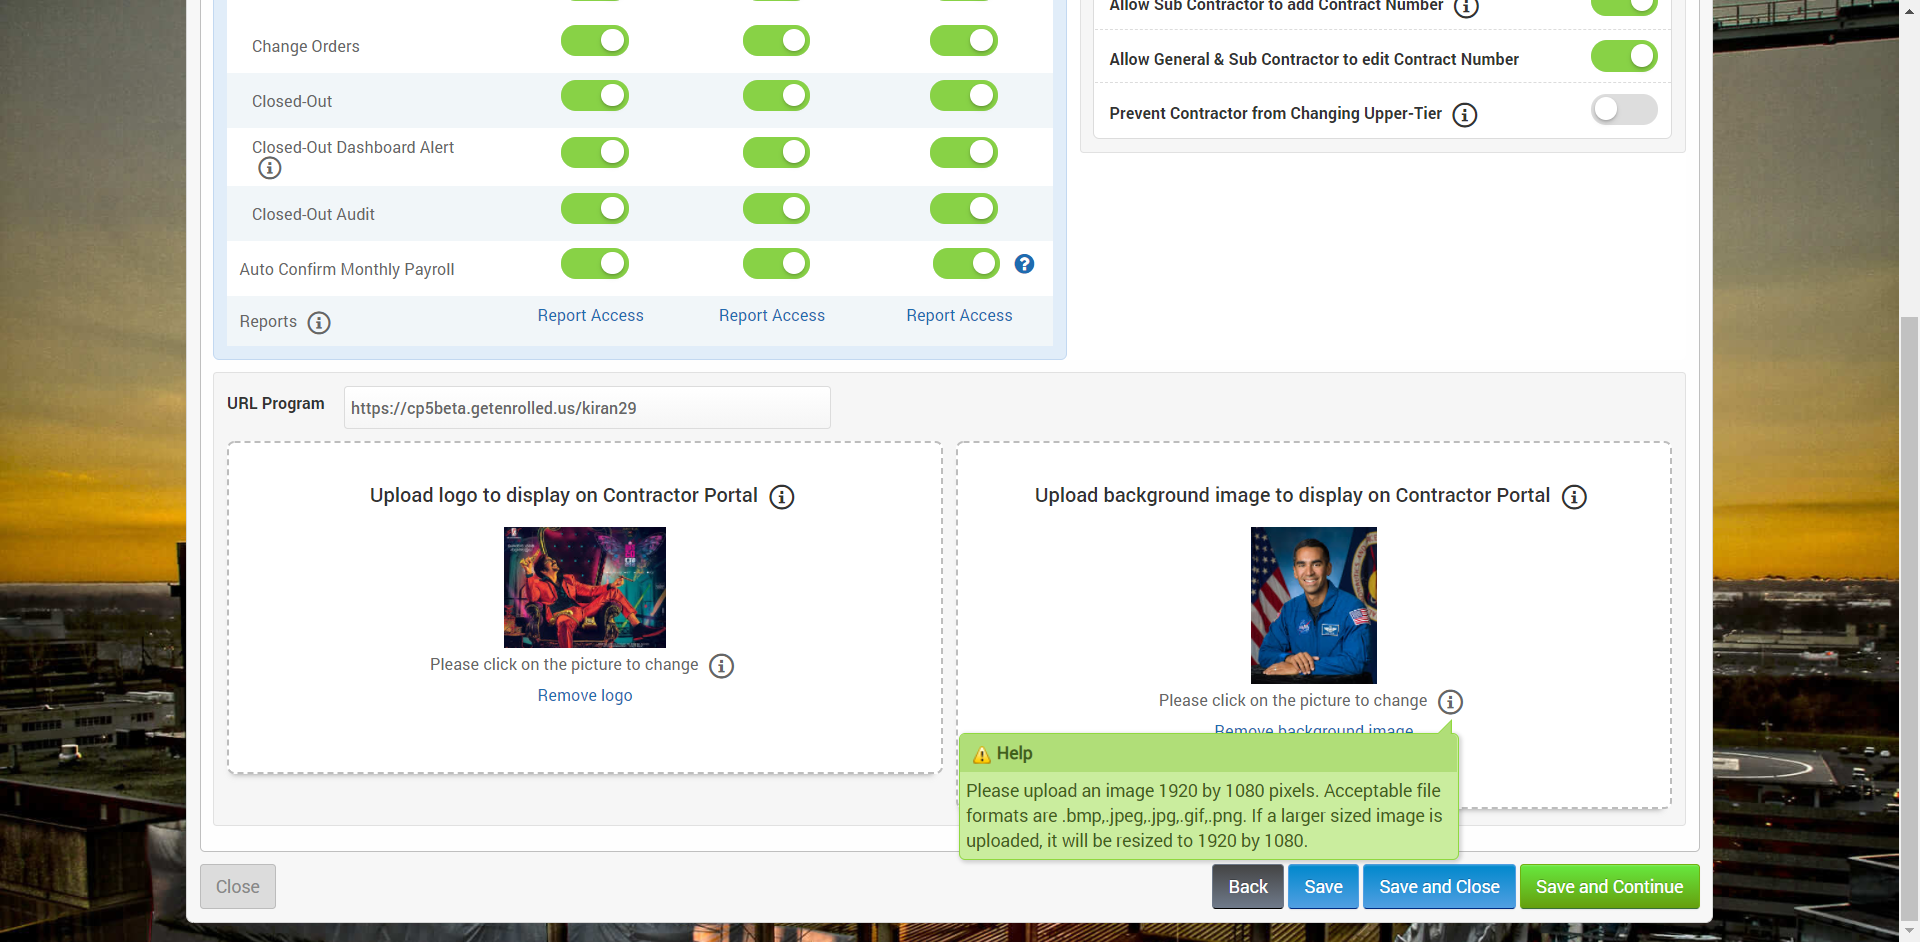 Allow Sub Contractor to add Contract Number
Change Orders
Allow General & Sub Contractor to edit Contract Number
Closed-Out
Prevent Contractor from Changing Upper-Tier
Closed-Out Dashboard Alert
Closed-Out Audit
Auto Confirm Monthly Payroll
Reports
Report Access
Report Access
Report Access
URL Program
https://cp5beta.getenrolled.us/kiran29
Upload logo to display on Contractor Portal
Please click on the picture to change
Remove logo
Upload background image to display on Contractor Portal
Please click on the picture to change
Remove background image
Help
Please upload an image 1920 by 1080 pixels. Acceptable file
formats are .bmp,.jpeg,.jpg,.gif,.png. If a larger sized image is
uploaded, it will be resized to 1920 by 1080.
Close
Back
Save
Save and Close
Save and Continue